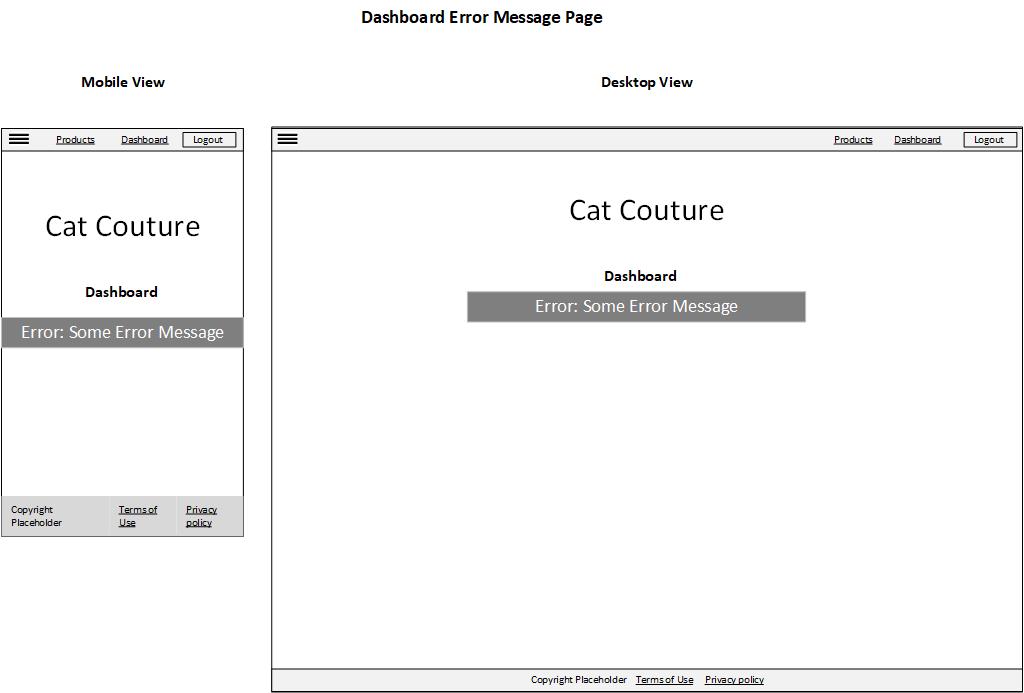 Dashboard Error Message Page
Mobile View
Products Dashboard Logout
Cat Couture
Dashboard
Error: Some Error Message
Copyright Placeholder
Terms of Use
Privacy policy
Desktop View
Products Dashboard Logout
Cat Couture
Dashboard
Error: Some Error Message
Copyright Placeholder Terms of Use Privacy policy